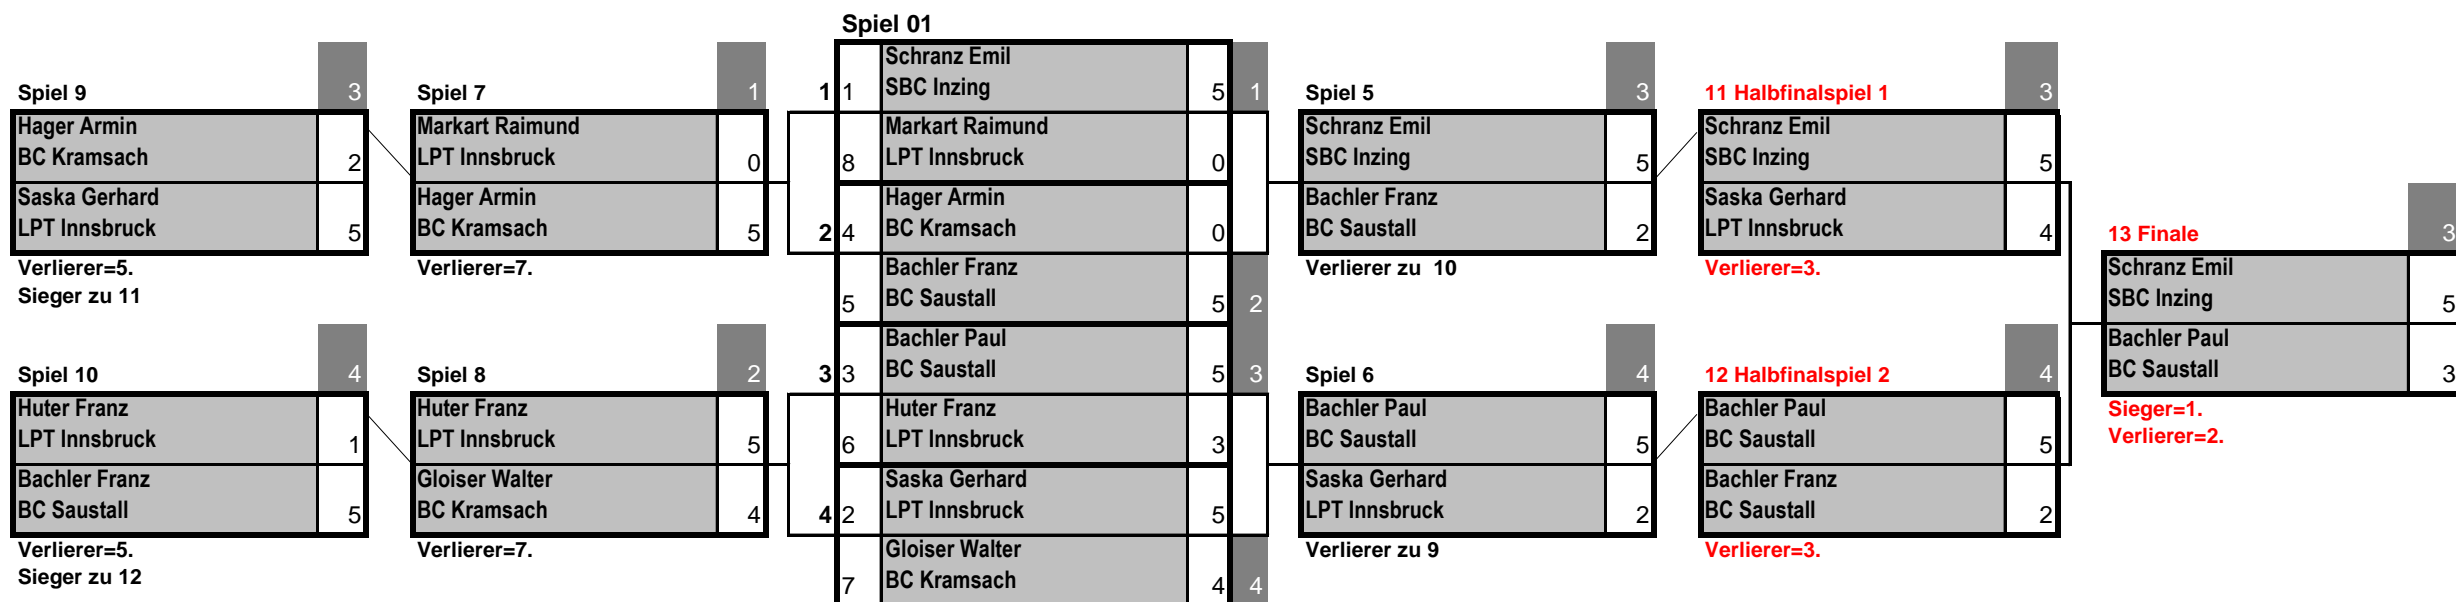 Spiel 01
Spiel 9 3
Hager Armin
BC Kramsach 2
Saska Gerhard
LPT Innsbruck 5
Verlierer=5.
Sieger zu 11
Spiel 10 4
Huter Franz
LPT Innsbruck 1
Bachler Franz
BC Saustall 5
Verlierer=5.
Sieger zu 12
Spiel 7 1
Markart Raimund
LPT Innsbruck 0
Hager Armin
BC Kramsach 5
Verlierer=7.
Spiel 8 2
Huter Franz
LPT Innsbruck 5
Gloiser Walter
BC Kramsach 4
Verlierer=7.
Schranz Emil
1 1 SBC Inzing 5 1
Markart Raimund
8 LPT Innsbruck 0
Hager Armin
2 4 BC Kramsach 0
Bachler Franz
5 BC Saustall 5 2
Bachler Paul
3 3 BC Saustall 5 3
Huter Franz
6 LPT Innsbruck 3
Saska Gerhard
4 2 LPT Innsbruck 5
Gloiser Walter
7 BC Kramsach 4 4
Spiel 5 3
Schranz Emil
SBC Inzing 5
Bachler Franz
BC Saustall 2
Verlierer zu 10
Spiel 6 4
Bachler Paul
BC Saustall 5
Saska Gerhard
LPT Innsbruck 2
Verlierer zu 9
11 Halbfinalspiel 1 3
Schranz Emil
SBC Inzing 5
Saska Gerhard
LPT Innsbruck 4
Verlierer=3.
12 Halbfinalspiel 2 4
Bachler Paul
BC Saustall 5
Bachler Franz
BC Saustall 2
Verlierer=3.
13 Finale 3
Schranz Emil
SBC Inzing 5
Bachler Paul
BC Saustall 3
Sieger=1.
Verlierer=2.